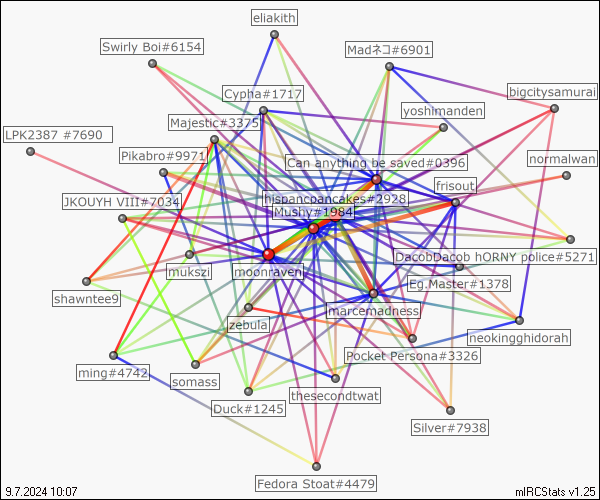 eliakith
Swirly Boi#6154
Madネコ#6901
Cypha#1717
bigcitysamurai
yoshimanden
Majestic#3375
LPK2387 #7690
Pikabro#9971
Can anything be saved#0396
normalwan
frisout
hispancpancakes#2928
JKOUYH VIII#7034
Mushy#1984
DacobDacob hORNY police#5271
mukszi
moonraven
Eg.Master#1378
shawntee9
marcemadness
zebula
neokingghidorah
Pocket Persona#3326
ming#4742
somass
thesecondtwat
Duck#1245
Silver#7938
Fedora Stoat#4479
9.7.2024 10:07
mIRCStats v1.25